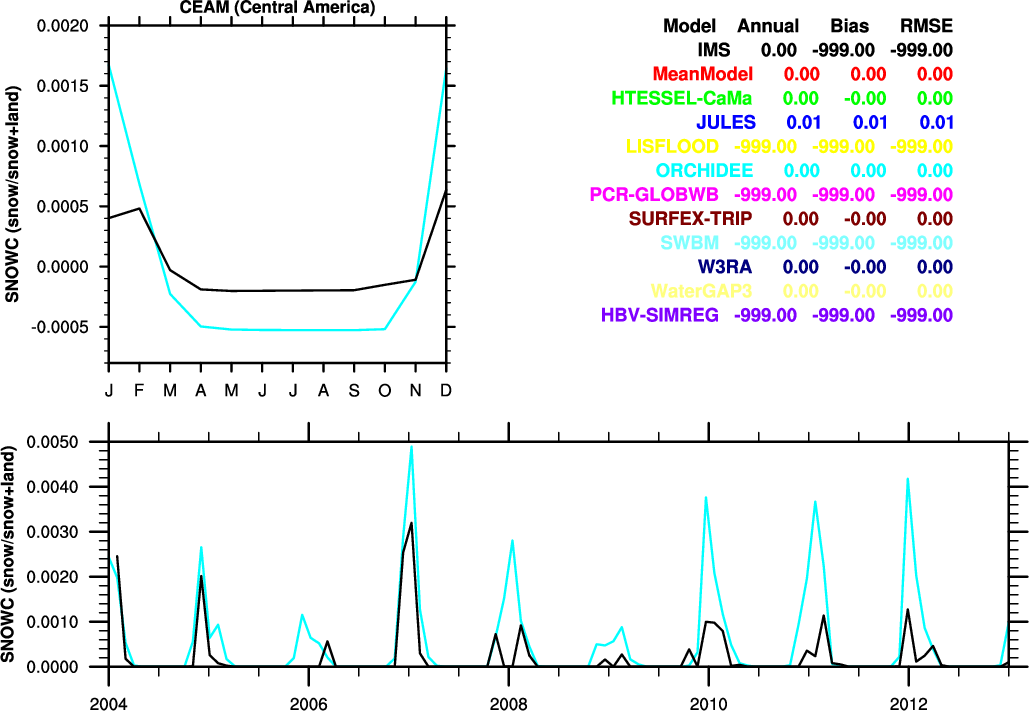 CEAM (Central America)
SNOWC (snow/snow+land)
0.0020
0.0015
0.0010
0.0005
0.0000
-0.0005
J F M A M J J A S O N D
Model Annual Bias RMSE
IMS 0.00 -999.00 -999.00
MeanModel 0.00 0.00 0.00
HTESSEL-CaMa 0.00 -0.00 0.00
JULES 0.01 0.01 0.01
LISFLOOD -999.00 -999.00 -999.00
ORCHIDEE 0.00 0.00 0.00
PCR-GLOBWB -999.00 -999.00 -999.00
SURFEX-TRIP 0.00 -0.00 0.00
SWBM -999.00 -999.00 -999.00
W3RA 0.00 -0.00 0.00
WaterGAP3 0.00 -0.00 0.00
HBV-SIMREG -999.00 -999.00 -999.00
SNOWC (snow/snow+land)
0.0050
0.0040
0.0030
0.0020
0.0010
0.0000
2004 2006 2008 2010 2012